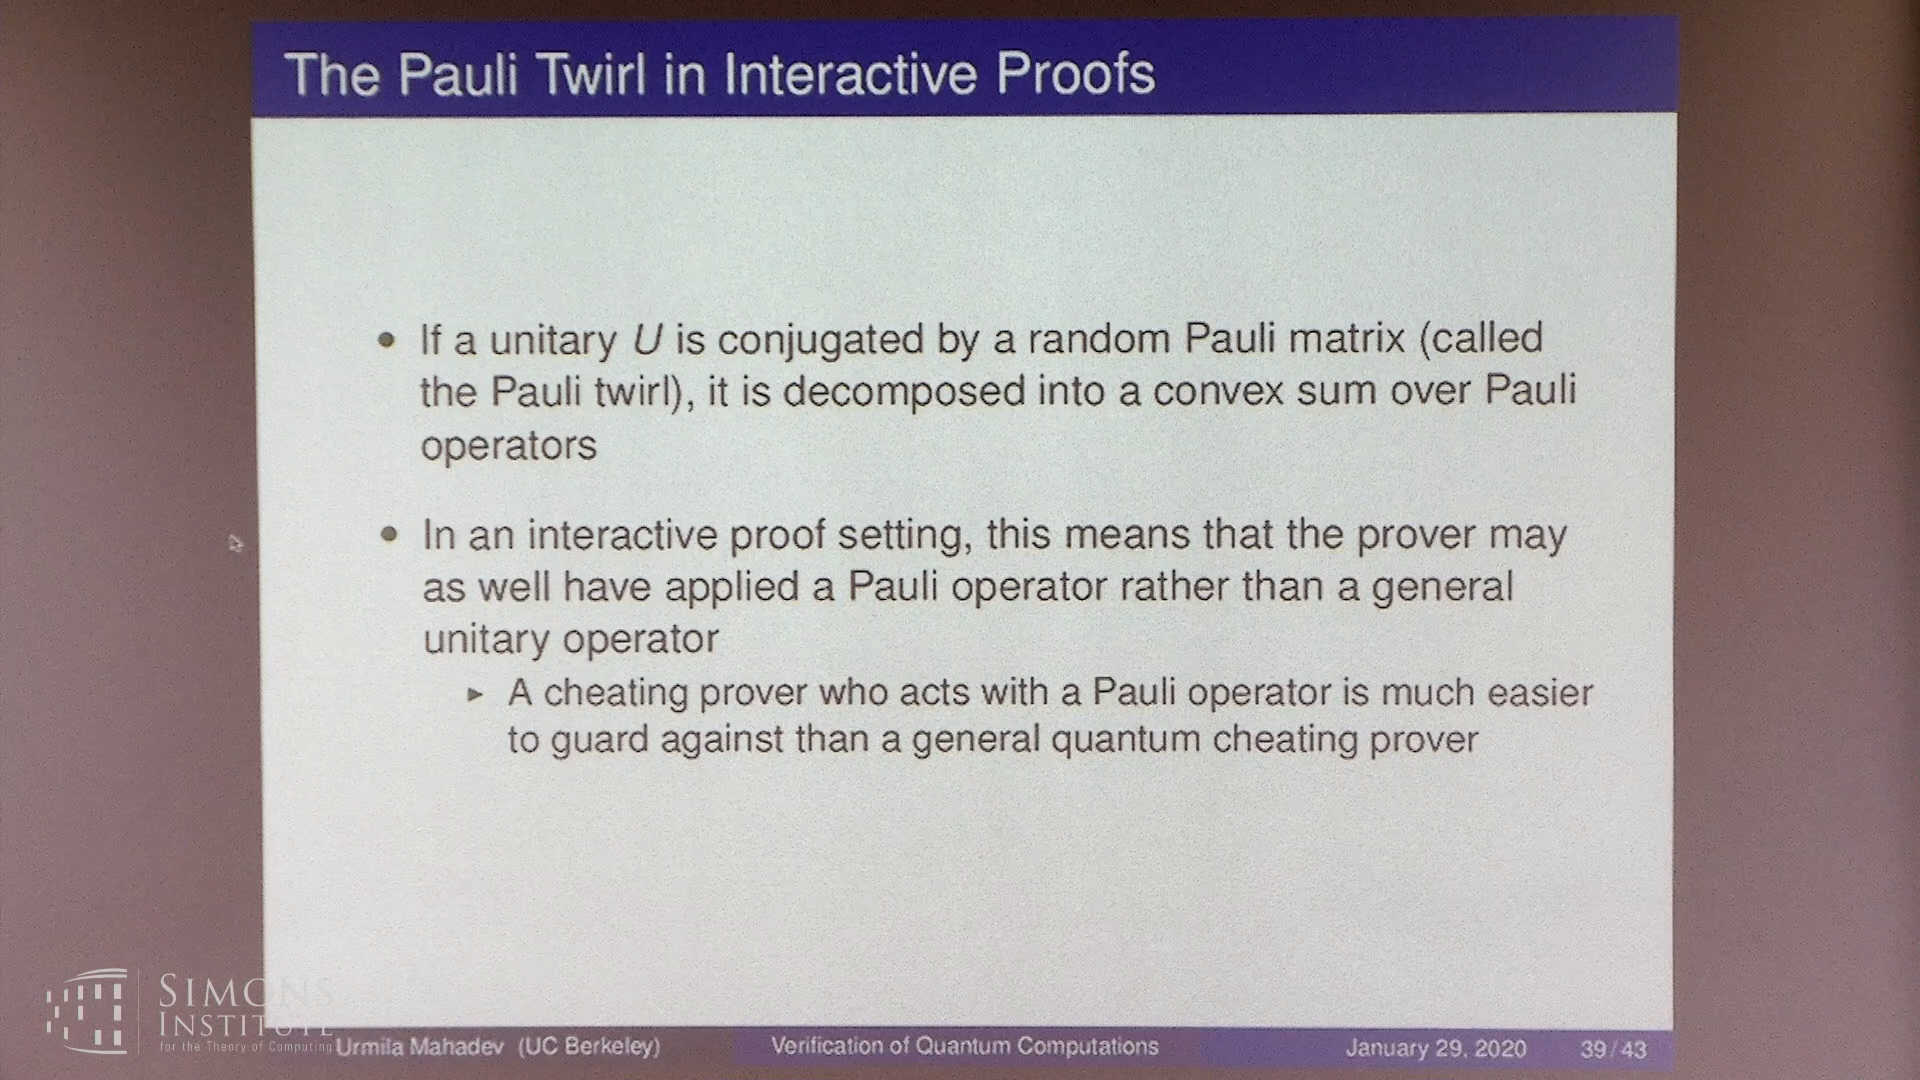 The Pauli Twirl in Interactive Proofs
• If a unitary U is conjugated by a random Pauli matrix (called
the Pauli twirl), it is decomposed into a convex sum over Pauli
operators
• In an interactive proof setting, this means that the prover may
as well have applied a Pauli operator rather than a general
unitary operator
▸ A cheating prover who acts with a Pauli operator is much easier
to guard against than a general quantum cheating prover
SIMONS
INSTITUTE
for the Theory of Computing
Urmila Mahadev (UC Berkeley) Verification of Quantum Computations January 29, 2020 39 / 43